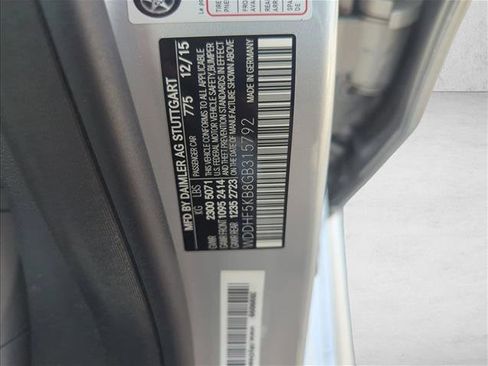 MFD BY DAIMLER AG STUTTGART
775 12/15
PASSENGER CAR
KG LBS
GVWR 2300 5071
GAWR FRONT 1095 2414
GAWR REAR 1235 2723
THIS VEHICLE CONFORMS TO ALL APPLICABLE
U.S. FEDERAL MOTOR VEHICLE SAFETY, BUMPER
AND THEFT PREVENTION STANDARDS IN EFFECT
ON THE DATE OF MANUFACTURE SHOWN ABOVE
MADE IN GERMANY
WDDHF5KB8GB315792